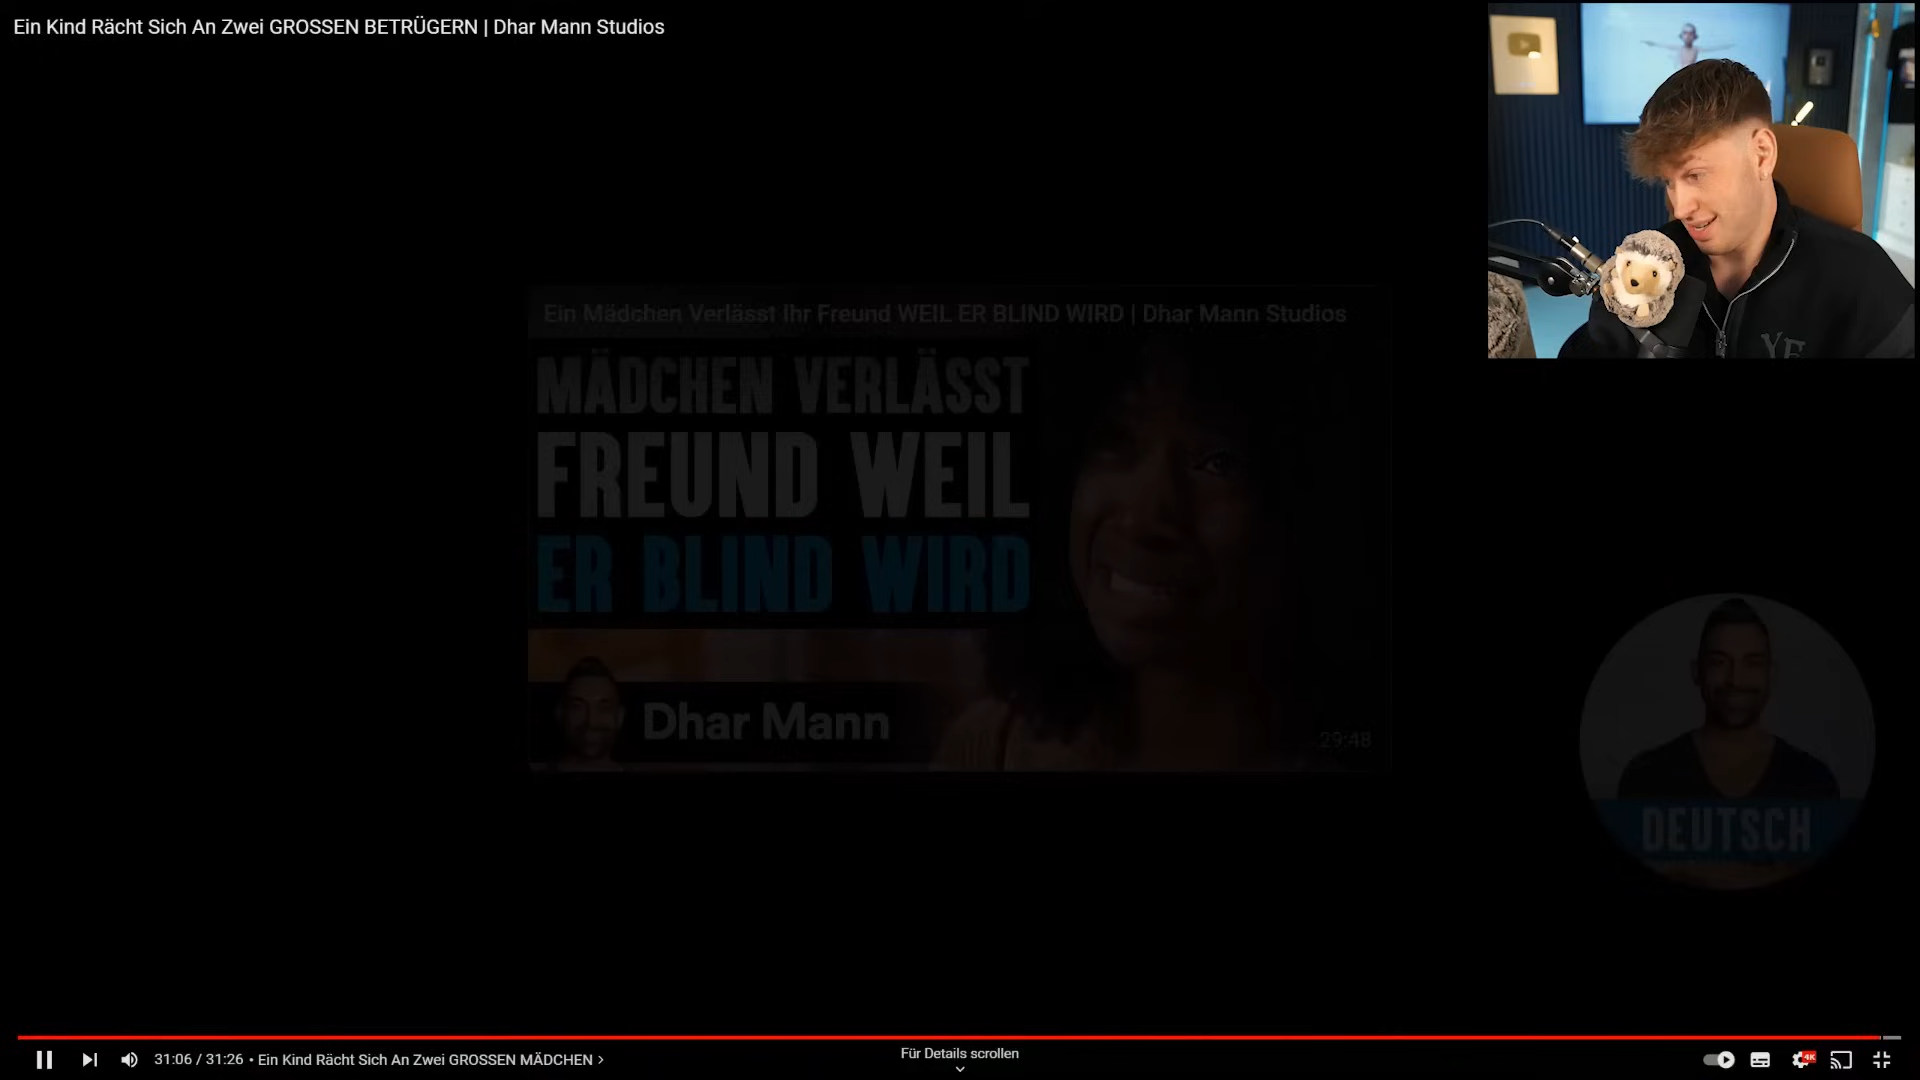 Ein Kind Rächt Sich An Zwei GROSSEN BETRÜGERN | Dhar Mann Studios
YE
Ein Mädchen Verlässt Ihr Freund WEIL ER BLIND WIRD | Dhar Mann Studios
MÄDCHEN VERLÄSST
FREUND WEIL
ER BLIND WIRD
Dhar Mann
29:48
DEUTSCH
31:06 / 31:26 • Ein Kind Rächt Sich An Zwei GROSSEN MÄDCHEN >
Für Details scrollen
4K